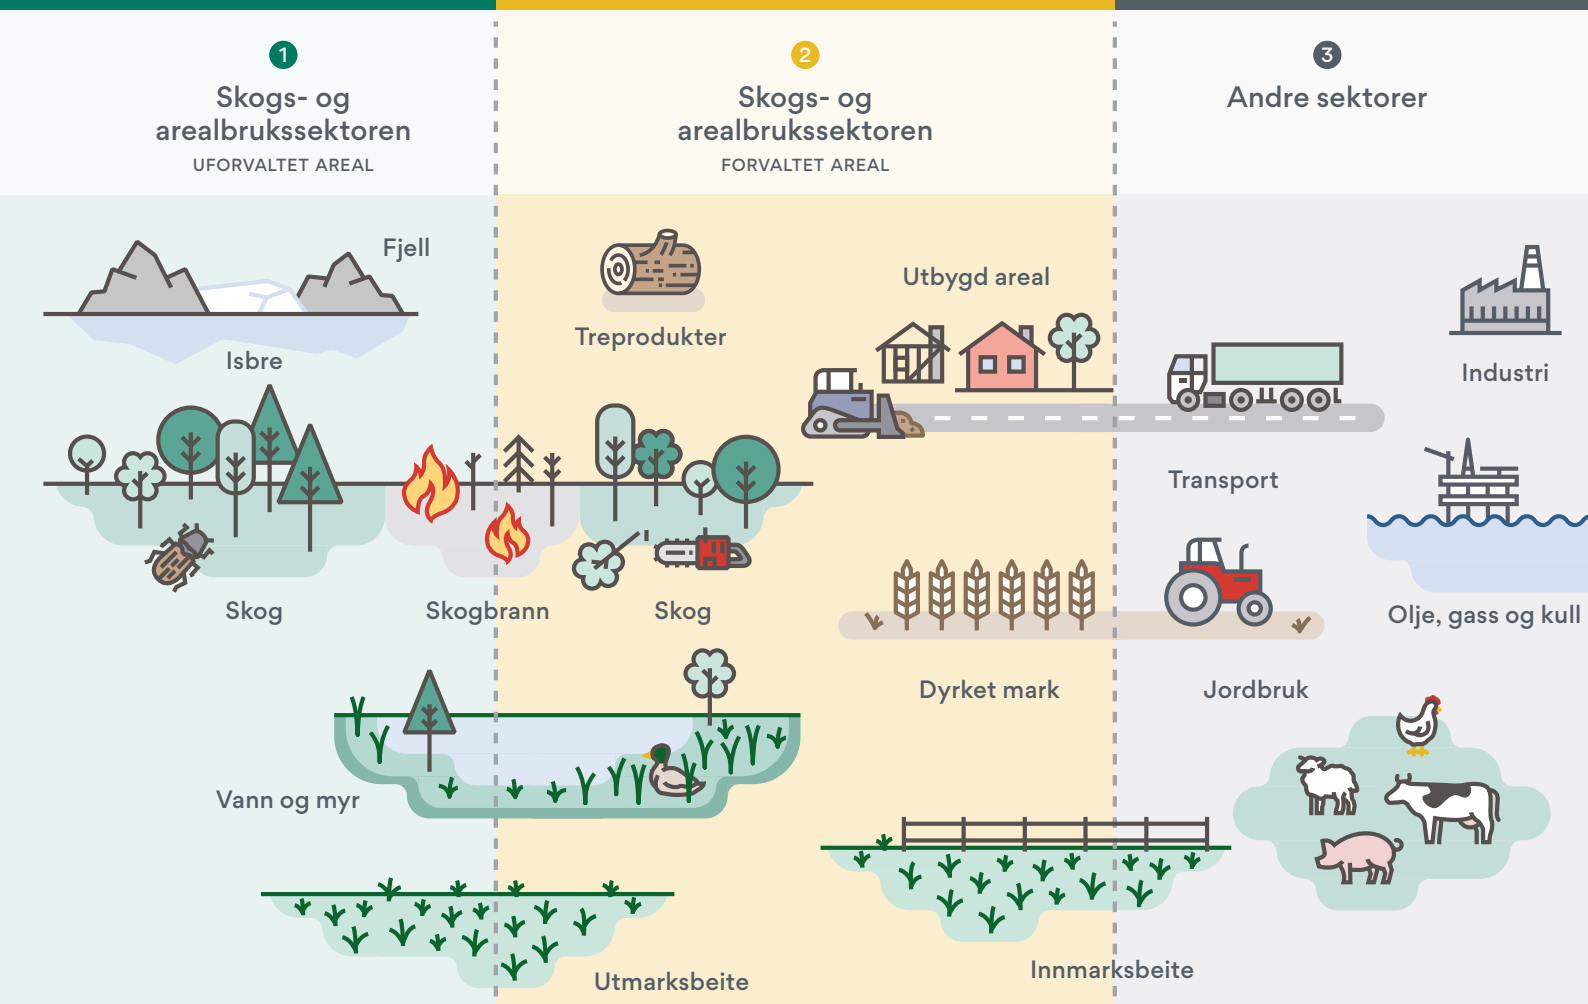 1
Skogs- og
arealbrukssektoren
UFORVALTET AREAL
2
Skogs- og
arealbrukssektoren
FORVALTET AREAL
3
Andre sektorer
Fjell
Isbre
Treprodukter
Utbygd areal
Industri
Transport
Skog
Skogbrann
Skog
Olje, gass og kull
Dyrket mark
Jordbruk
Vann og myr
Utmarksbeite
Innmarksbeite